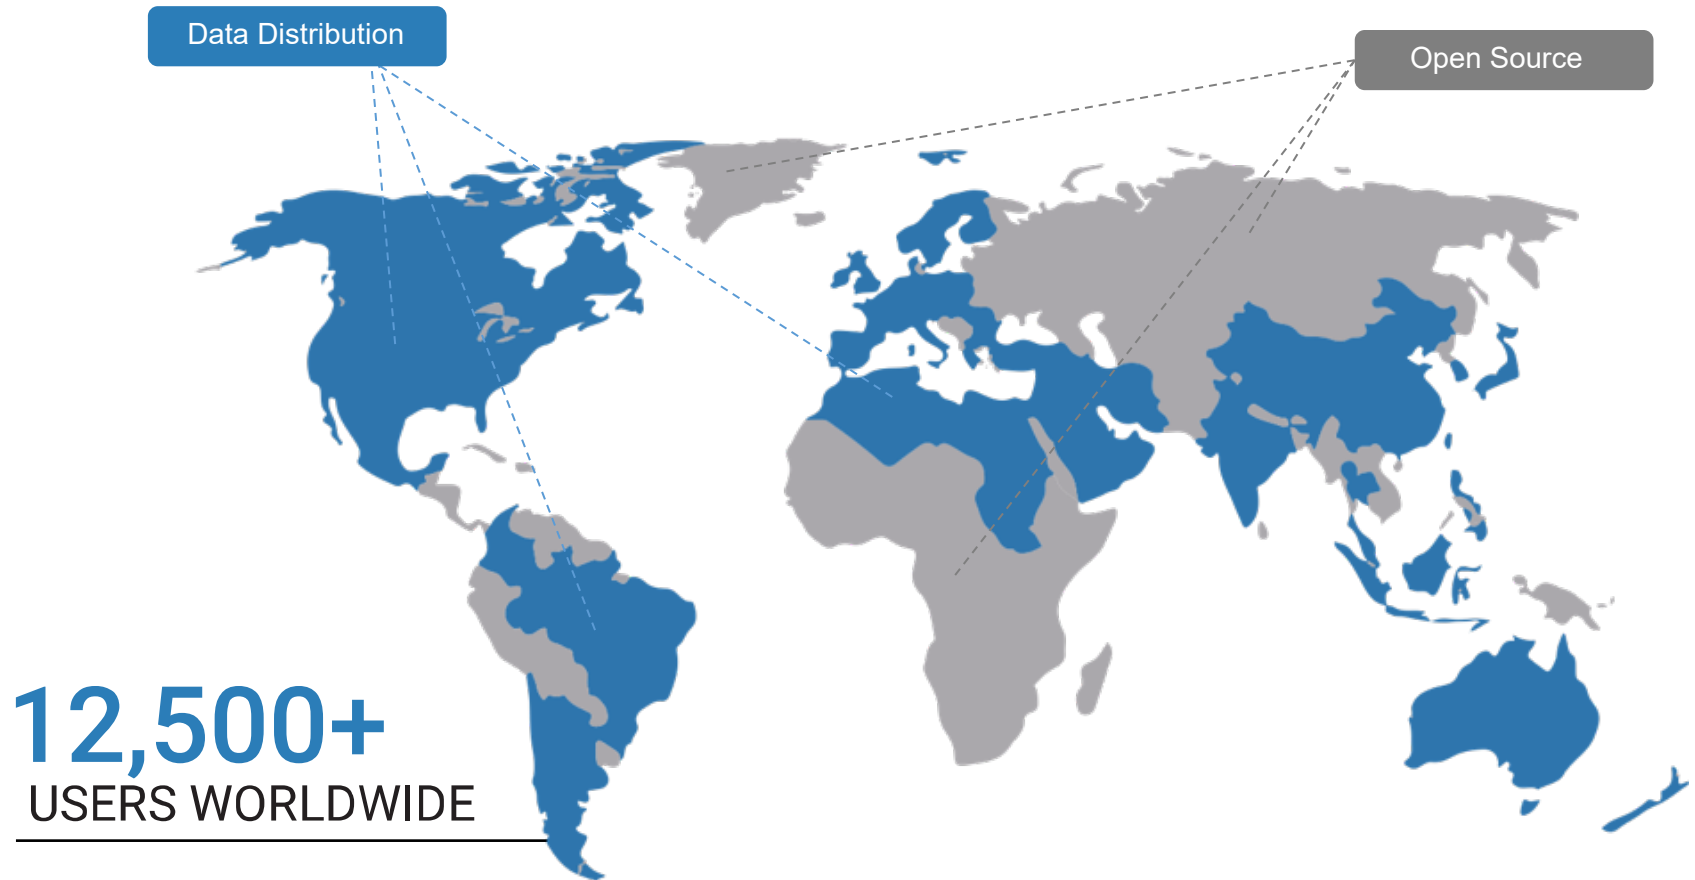 Data Distribution
Open Source
12,500+
USERS WORLDWIDE